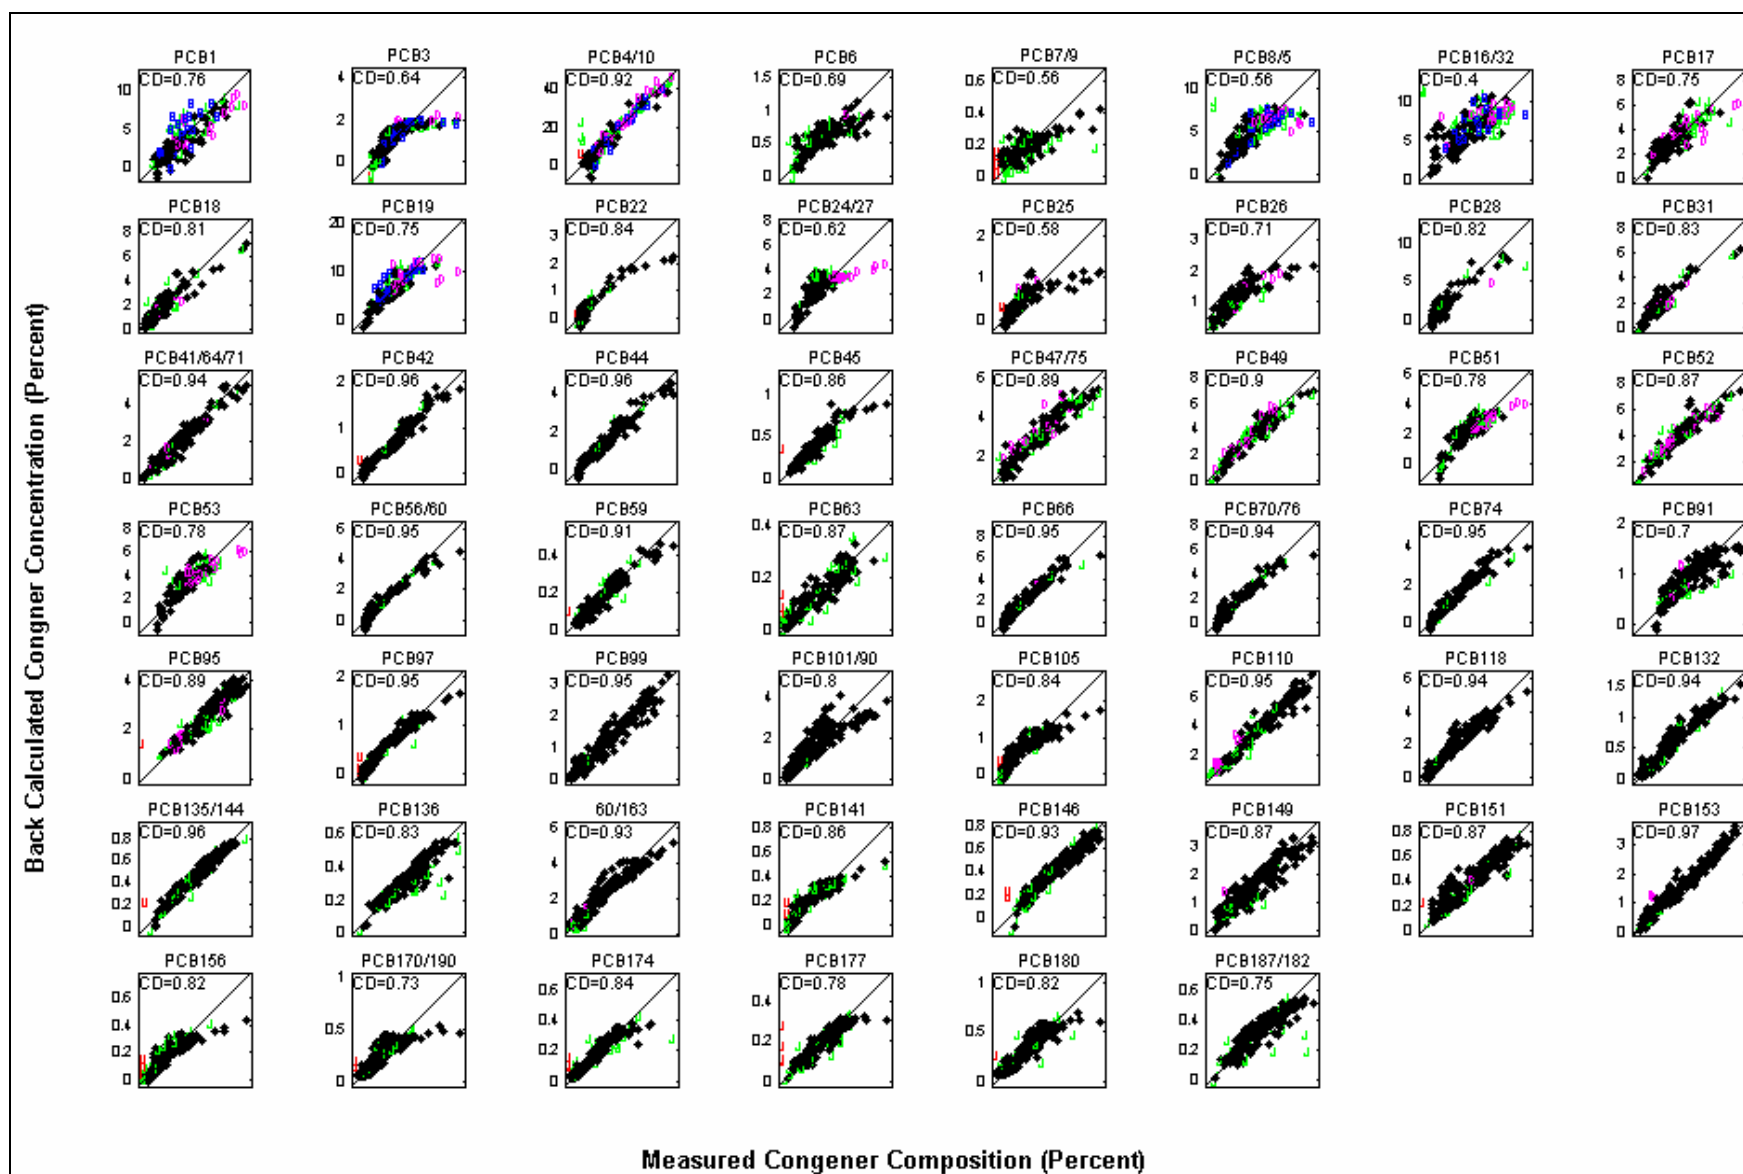 Back Calculated Congner Concentration (Percent)
PCB1 PCB3 PCB4/10 PCB6 PCB7/9 PCB8/5 PCB16/32 PCB17
CD=0.76 CD=0.64 CD=0.92 CD=0.69 CD=0.56 CD=0.56 CD=0.4 CD=0.75
PCB18 PCB19 PCB22 PCB24/27 PCB25 PCB26 PCB28 PCB31
CD=0.81 CD=0.75 CD=0.84 CD=0.62 CD=0.58 CD=0.71 CD=0.82 CD=0.83
PCB41/64/71 PCB42 PCB44 PCB45 PCB47/75 PCB49 PCB51 PCB52
CD=0.94 CD=0.96 CD=0.96 CD=0.86 CD=0.89 CD=0.9 CD=0.78 CD=0.87
PCB53 PCB56/60 PCB59 PCB63 PCB66 PCB70/76 PCB74 PCB91
CD=0.78 CD=0.95 CD=0.91 CD=0.87 CD=0.95 CD=0.94 CD=0.95 CD=0.7
PCB95 PCB97 PCB99 PCB101/90 PCB105 PCB110 PCB118 PCB132
CD=0.89 CD=0.95 CD=0.95 CD=0.8 CD=0.84 CD=0.95 CD=0.94 CD=0.94
PCB135/144 PCB136 60/163 PCB141 PCB146 PCB149 PCB151 PCB153
CD=0.96 CD=0.83 CD=0.93 CD=0.86 CD=0.93 CD=0.87 CD=0.87 CD=0.97
PCB156 PCB170/190 PCB174 PCB177 PCB180 PCB187/182
CD=0.82 CD=0.73 CD=0.84 CD=0.78 CD=0.82 CD=0.75
Measured Congener Composition (Percent)